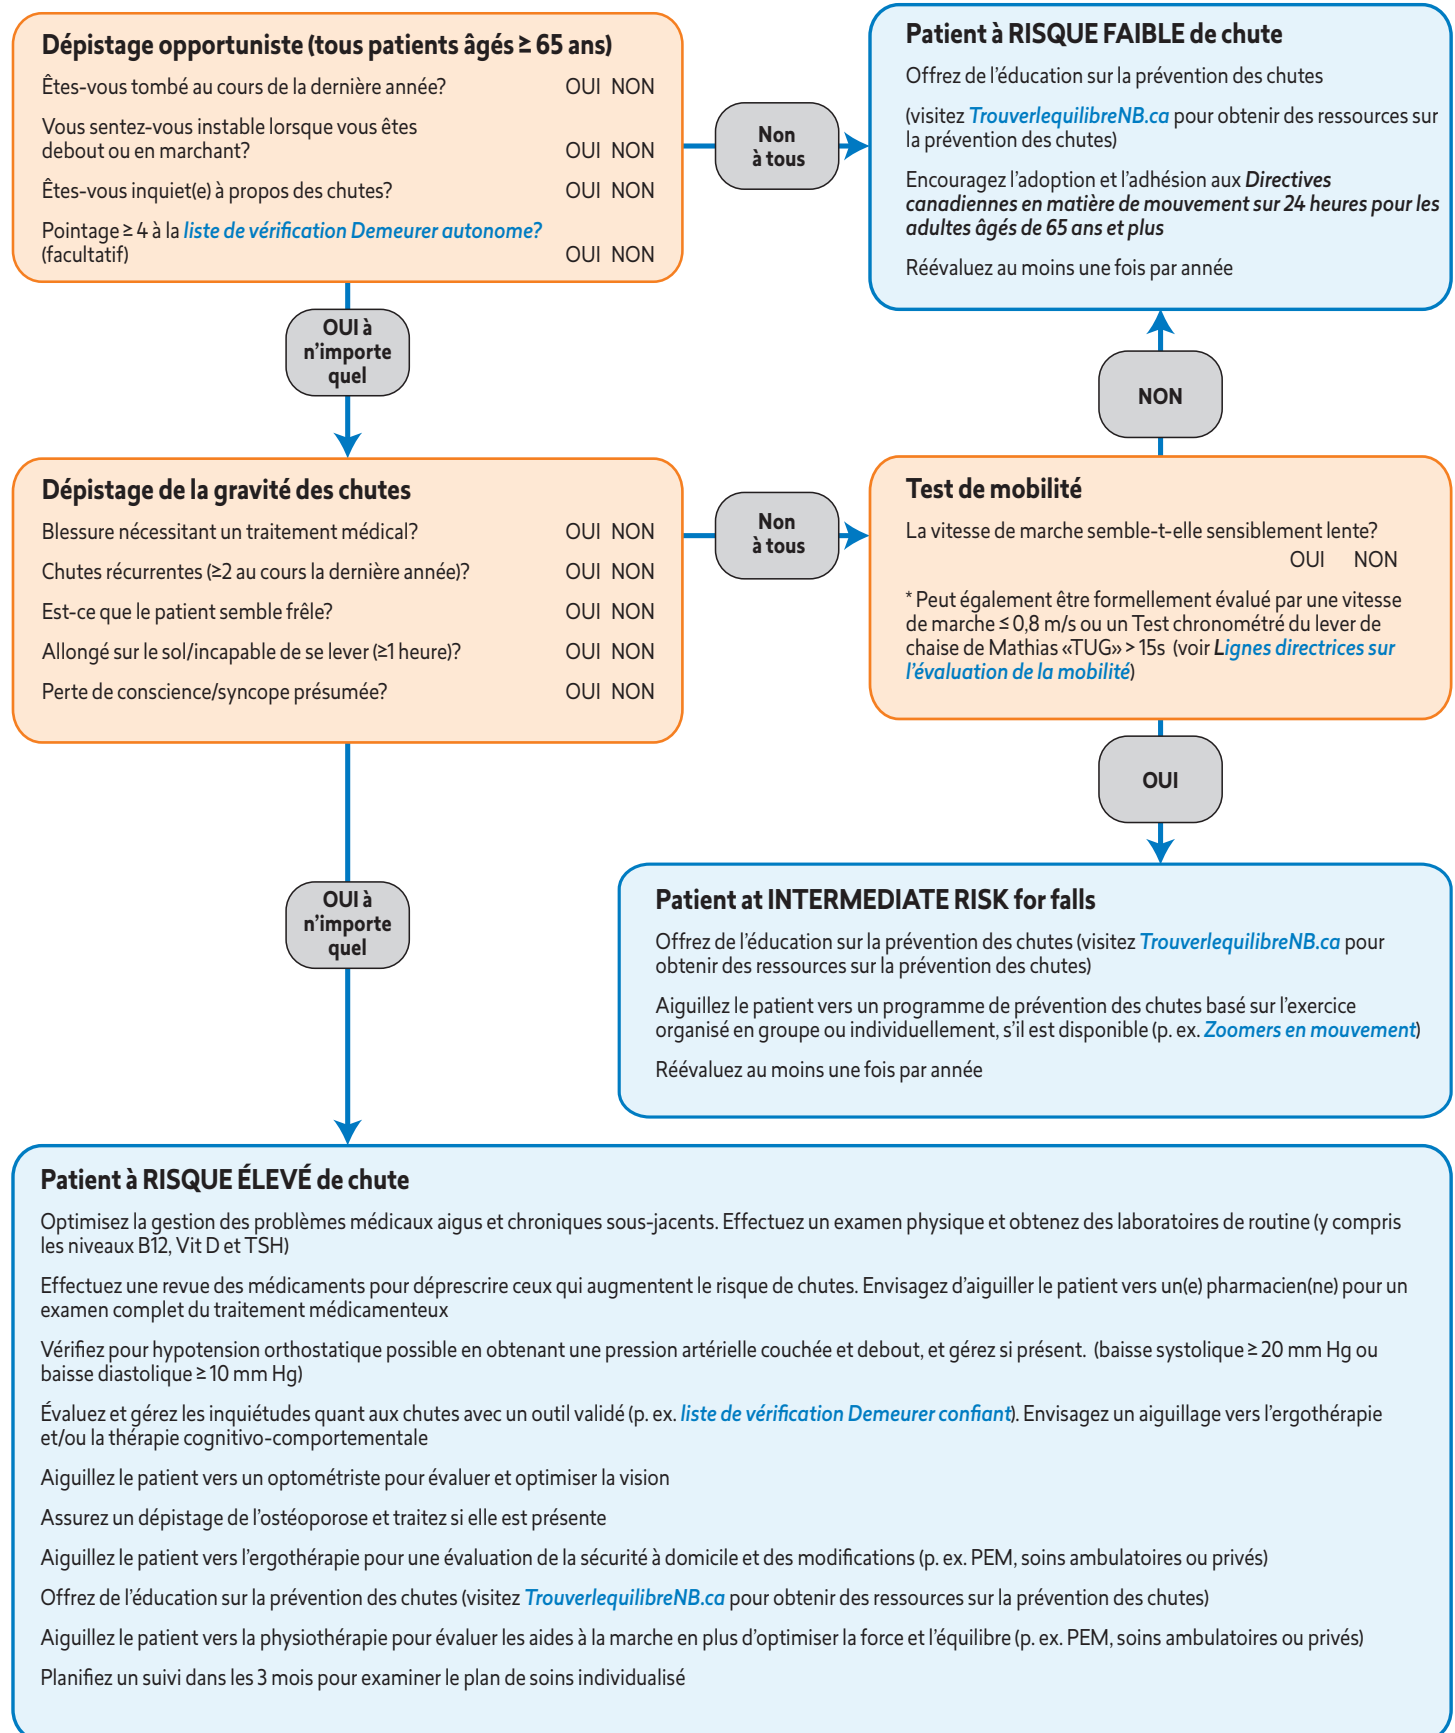 Dépistage opportuniste (tous patients âgés ≥ 65 ans)
Êtes-vous tombé au cours de la dernière année? OUI NON
Vous sentez-vous instable lorsque vous êtes
debout ou en marchant? OUI NON
Êtes-vous inquiet(e) à propos des chutes? OUI NON
Pointage ≥ 4 à la liste de vérification Demeurer autonome?
(facultatif) OUI NON
Non
à tous
Patient à RISQUE FAIBLE de chute
Offrez de l'éducation sur la prévention des chutes
(visitez TrouverlequilibreNB.ca pour obtenir des ressources sur
la prévention des chutes)
Encouragez l'adoption et l'adhésion aux Directives
canadiennes en matière de mouvement sur 24 heures pour les
adultes âgés de 65 ans et plus
Réévaluez au moins une fois par année
OUI à
n'importe
quel
NON
Dépistage de la gravité des chutes
Blessure nécessitant un traitement médical? OUI NON
Chutes récurrentes (≥2 au cours la dernière année)? OUI NON
Est-ce que le patient semble frêle? OUI NON
Allongé sur le sol/incapable de se lever (≥1 heure)? OUI NON
Perte de conscience/syncope présumée? OUI NON
Non
à tous
Test de mobilité
La vitesse de marche semble-t-elle sensiblement lente?
OUI NON
* Peut également être formellement évalué par une vitesse
de marche ≤ 0,8 m/s ou un Test chronométré du lever de
chaise de Mathias «TUG» > 15s (voir Lignes directrices sur
l'évaluation de la mobilité)
OUI
OUI à
n'importe
quel
Patient at INTERMEDIATE RISK for falls
Offrez de l'éducation sur la prévention des chutes (visitez TrouverlequilibreNB.ca pour
obtenir des ressources sur la prévention des chutes)
Aiguillez le patient vers un programme de prévention des chutes basé sur l'exercice
organisé en groupe ou individuellement, s'il est disponible (p. ex. Zoomers en mouvement)
Réévaluez au moins une fois par année
Patient à RISQUE ÉLEVÉ de chute
Optimisez la gestion des problèmes médicaux aigus et chroniques sous-jacents. Effectuez un examen physique et obtenez des laboratoires de routine (y compris
les niveaux B12, Vit D et TSH)
Effectuez une revue des médicaments pour déprescrire ceux qui augmentent le risque de chutes. Envisagez d'aiguiller le patient vers un(e) pharmacien(ne) pour un
examen complet du traitement médicamenteux
Vérifiez pour hypotension orthostatique possible en obtenant une pression artérielle couchée et debout, et gérez si présent. (baisse systolique ≥ 20 mm Hg ou
baisse diastolique ≥ 10 mm Hg)
Évaluez et gérez les inquiétudes quant aux chutes avec un outil validé (p. ex. liste de vérification Demeurer confiant). Envisagez un aiguillage vers l'ergothérapie
et/ou la thérapie cognitivo-comportementale
Aiguillez le patient vers un optométriste pour évaluer et optimiser la vision
Assurez un dépistage de l'ostéoporose et traitez si elle est présente
Aiguillez le patient vers l'ergothérapie pour une évaluation de la sécurité à domicile et des modifications (p. ex. PEM, soins ambulatoires ou privés)
Offrez de l'éducation sur la prévention des chutes (visitez TrouverlequilibreNB.ca pour obtenir des ressources sur la prévention des chutes)
Aiguillez le patient vers la physiothérapie pour évaluer les aides à la marche en plus d'optimiser la force et l'équilibre (p. ex. PEM, soins ambulatoires ou privés)
Planifiez un suivi dans les 3 mois pour examiner le plan de soins individualisé